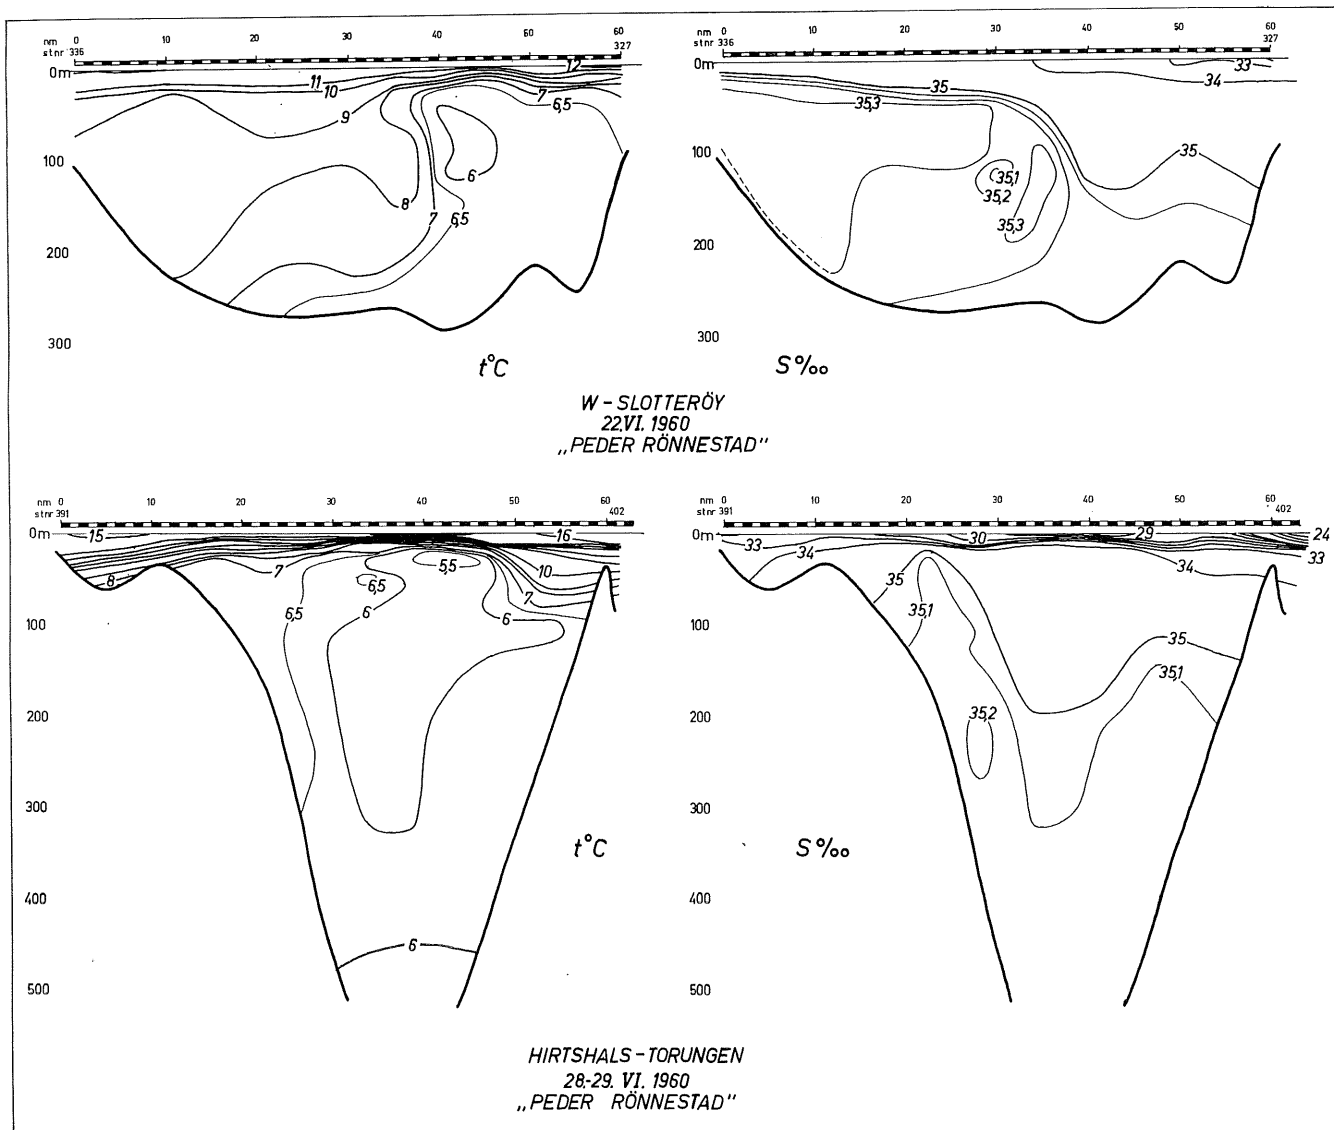 nm 0 10 20 30 40 50 60
stnr 336 327
0m
12
11
10
9
7
6,5
100
6
8
7
6,5
200
300
t°C
nm 0 10 20 30 40 50 60
stnr 336 327
0m
33
34
35
35,3
100
35
35,1
35,2
35,3
200
300
S‰
W - SLOTTERÖY
22.VI. 1960
„PEDER RÖNNESTAD"
nm 0 10 20 30 40 50 60
stnr 391 402
0m
15
16
8
7
5,5
10
6,5
7
6,5
6
6
100
200
300
t°C
400
6
500
nm 0 10 20 30 40 50 60
stnr 391 402
0m
30
29
24
33
34
33
34
35
35,1
100
35
35,1
200
35,2
300
S‰
400
500
HIRTSHALS - TORUNGEN
28.-29. VI. 1960
„PEDER RÖNNESTAD"